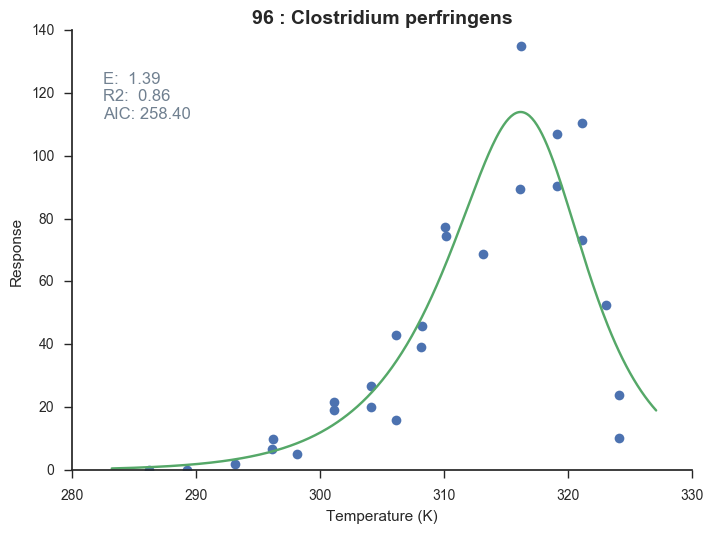 96 : Clostridium perfringens
E: 1.39
R2: 0.86
AIC: 258.40
Response
140
120
100
80
60
40
20
0
280 290 300 310 320 330
Temperature (K)